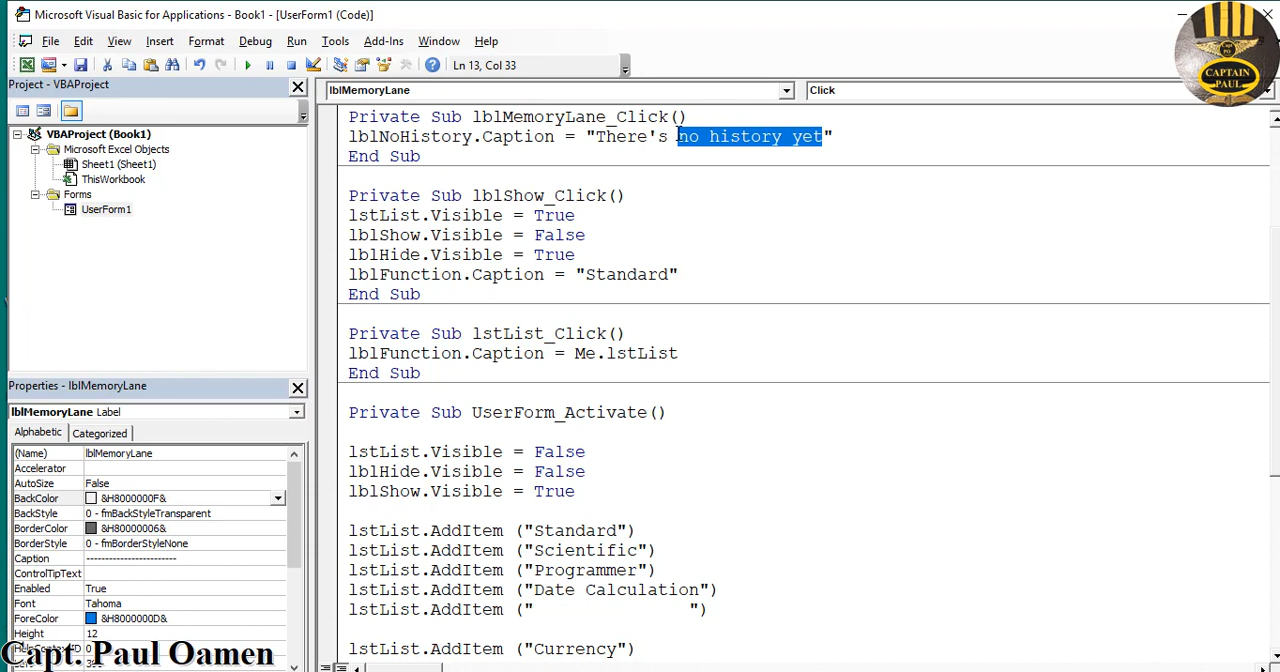 Microsoft Visual Basic for Applications - Book1 - [UserForm1 (Code)]
File Edit View Insert Format Debug Run Tools Add-Ins Window Help
Ln 13, Col 33
Capt PO
CAPTAIN
PAUL
Project - VBAProject
lblMemoryLane Click
VBAProject (Book1)
Microsoft Excel Objects
Sheet1 (Sheet1)
ThisWorkbook
Forms
UserForm1
Private Sub lblMemoryLane_Click()
lblNoHistory.Caption = "There's no history yet"
End Sub
Private Sub lblShow_Click()
lstList.Visible = True
lblShow.Visible = False
lblHide.Visible = True
lblFunction.Caption = "Standard"
End Sub
Private Sub lstList_Click()
lblFunction.Caption = Me.lstList
End Sub
Private Sub UserForm_Activate()
lstList.Visible = False
lblHide.Visible = False
lblShow.Visible = True
lstList.AddItem ("Standard")
lstList.AddItem ("Scientific")
lstList.AddItem ("Programmer")
lstList.AddItem ("Date Calculation")
lstList.AddItem ("               ")
lstList.AddItem ("Currency")
Properties - lblMemoryLane
lblMemoryLane Label
Alphabetic Categorized
(Name) lblMemoryLane
Accelerator
AutoSize False
BackColor &H8000000F&
BackStyle 0 - fmBackStyleTransparent
BorderColor &H80000006&
BorderStyle 0 - fmBorderStyleNone
Caption ------------------------
ControlTipText
Enabled True
Font Tahoma
ForeColor &H8000000D&
Height 12
Capt. Paul Oamen